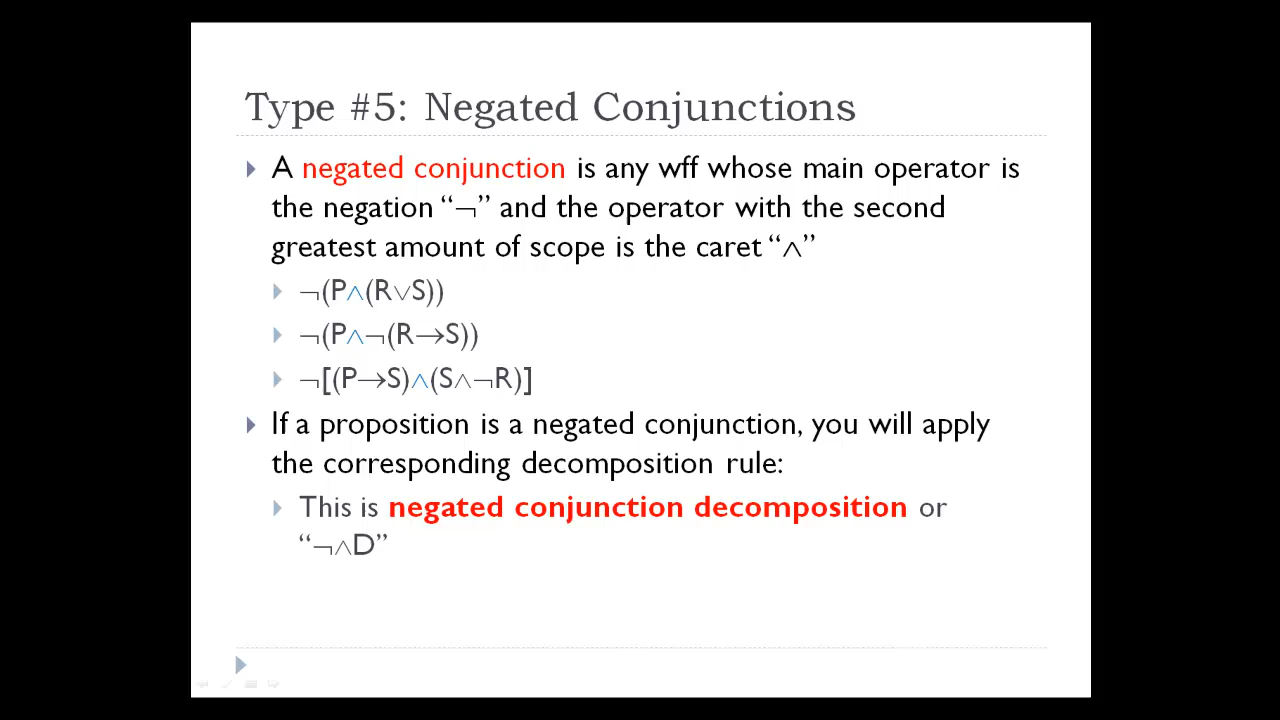 Type #5: Negated Conjunctions
A negated conjunction is any wff whose main operator is
the negation “¬” and the operator with the second
greatest amount of scope is the caret “∧”
¬(P∧(R∨S))
¬(P∧¬(R→S))
¬[(P→S)∧(S∧¬R)]
If a proposition is a negated conjunction, you will apply
the corresponding decomposition rule:
This is negated conjunction decomposition or
“¬∧D”